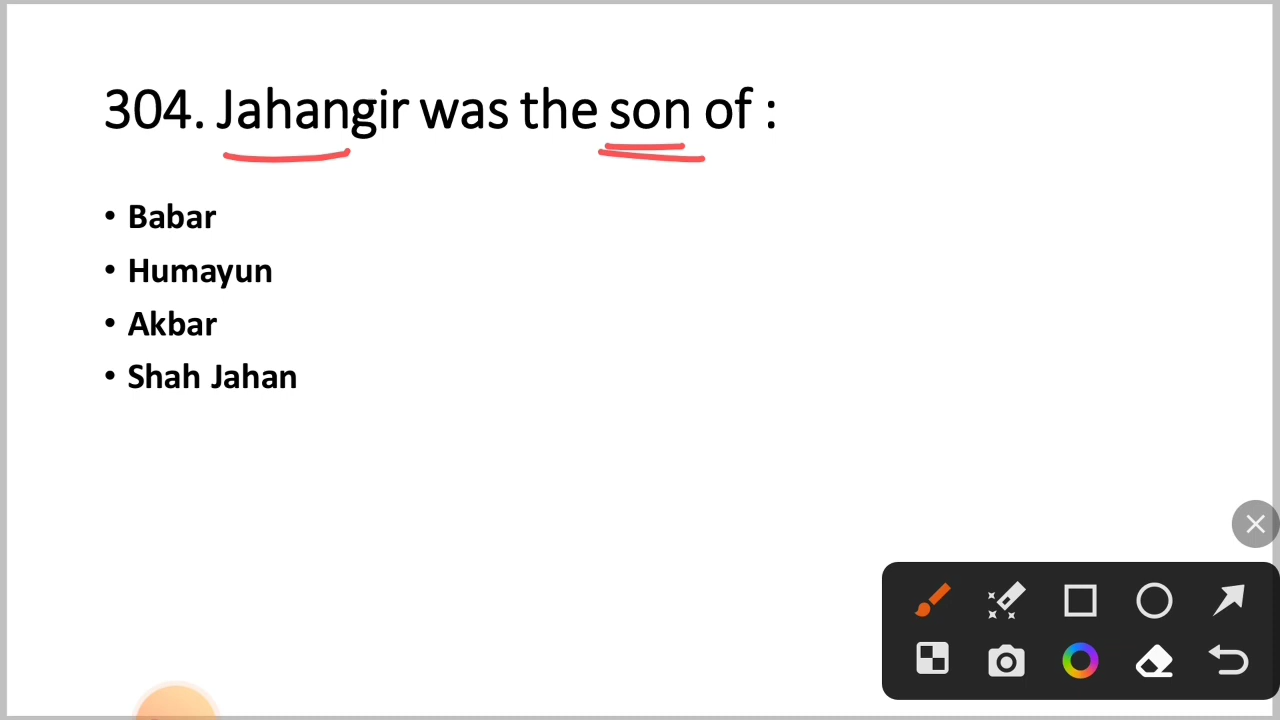 304. Jahangir was the son of :
• Babar
• Humayun
• Akbar
• Shah Jahan